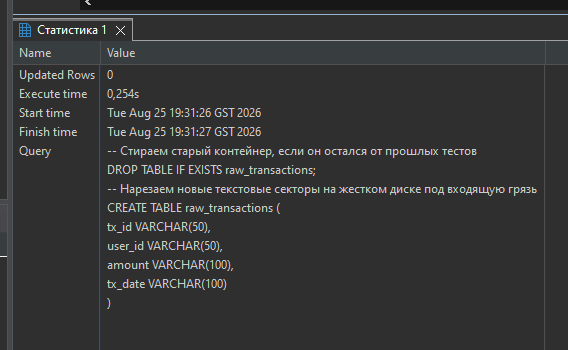 Статистика 1
Name Value
Updated Rows 0
Execute time 0,254s
Start time Tue Aug 25 19:31:26 GST 2026
Finish time Tue Aug 25 19:31:27 GST 2026
Query -- Стираем старый контейнер, если он остался от прошлых тестов
DROP TABLE IF EXISTS raw_transactions;
-- Нарезаем новые текстовые секторы на жестком диске под входящую грязь
CREATE TABLE raw_transactions (
tx_id VARCHAR(50),
user_id VARCHAR(50),
amount VARCHAR(100),
tx_date VARCHAR(100)
)